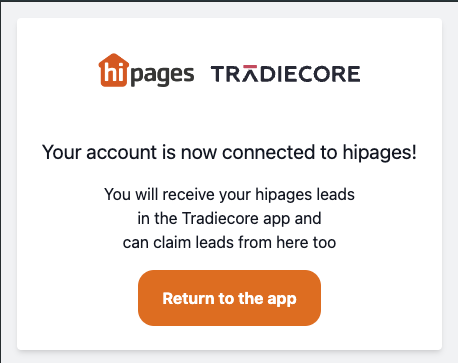 hipages TRADIECORE
Your account is now connected to hipages!
You will receive your hipages leads
in the Tradiecore app and
can claim leads from here too
Return to the app